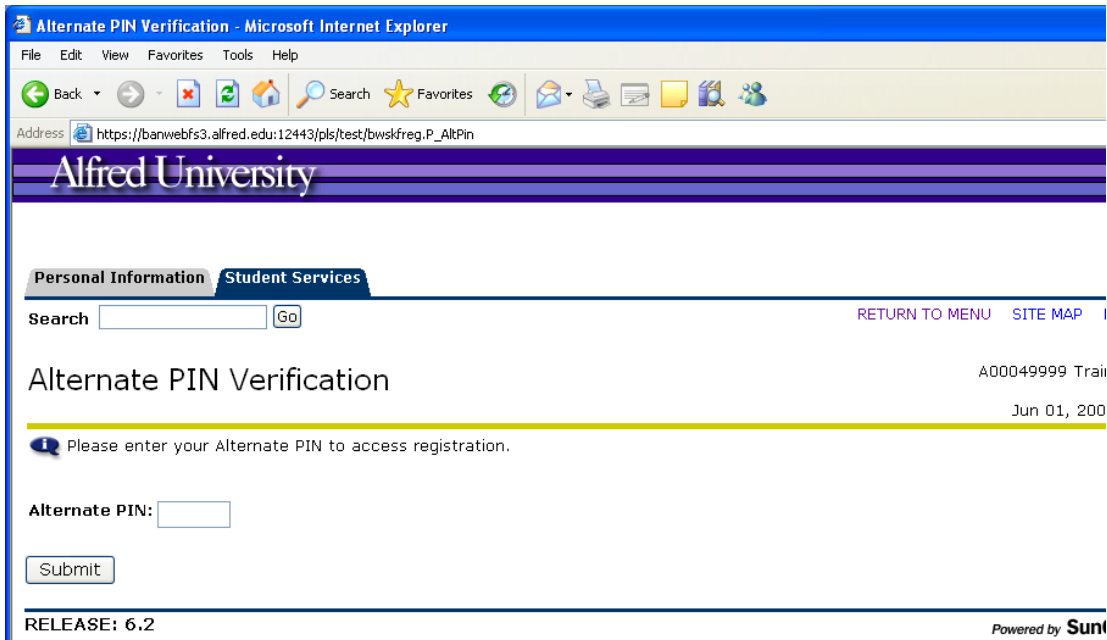 Alternate PIN Verification - Microsoft Internet Explorer
File Edit View Favorites Tools Help
Back Search Favorites
Address https://banwebfs3.alfred.edu:12443/pls/test/bwskfreg.P_AltPin
Alfred University
Personal Information Student Services
Search Go RETURN TO MENU SITE MAP
Alternate PIN Verification A00049999 Trai
Jun 01, 200
Please enter your Alternate PIN to access registration.
Alternate PIN:
Submit
RELEASE: 6.2 Powered by Sun